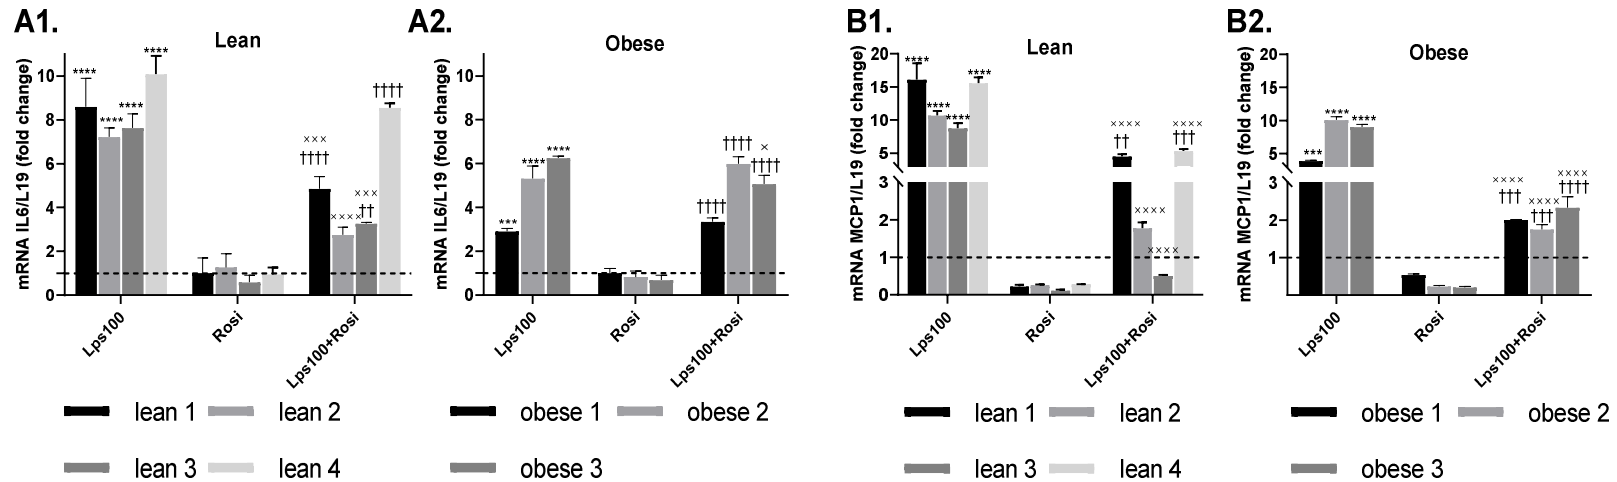 A1.
Lean
mRNA IL6/L19 (fold change)
10
8
6
4
2
0
****
****
****
****
×××
††††
××××
×××
††
††††
Lps100
Rosi
Lps100+Rosi
lean 1
lean 2
lean 3
lean 4
A2.
Obese
mRNA IL6/L19 (fold change)
10
8
6
4
2
0
***
****
****
††††
††††
×
††††
Lps100
Rosi
Lps100+Rosi
obese 1
obese 2
obese 3
B1.
Lean
mRNA MCP1/L19 (fold change)
20
15
10
5
3
2
1
0
****
****
****
****
××××
††
××××
××××
××××
†††
Lps100
Rosi
Lps100+Rosi
lean 1
lean 2
lean 3
lean 4
B2.
Obese
mRNA MCP1/L19 (fold change)
20
15
10
5
3
2
1
***
****
****
××××
†††
××××
†††
××××
††††
Lps100
Rosi
Lps100+Rosi
obese 1
obese 2
obese 3